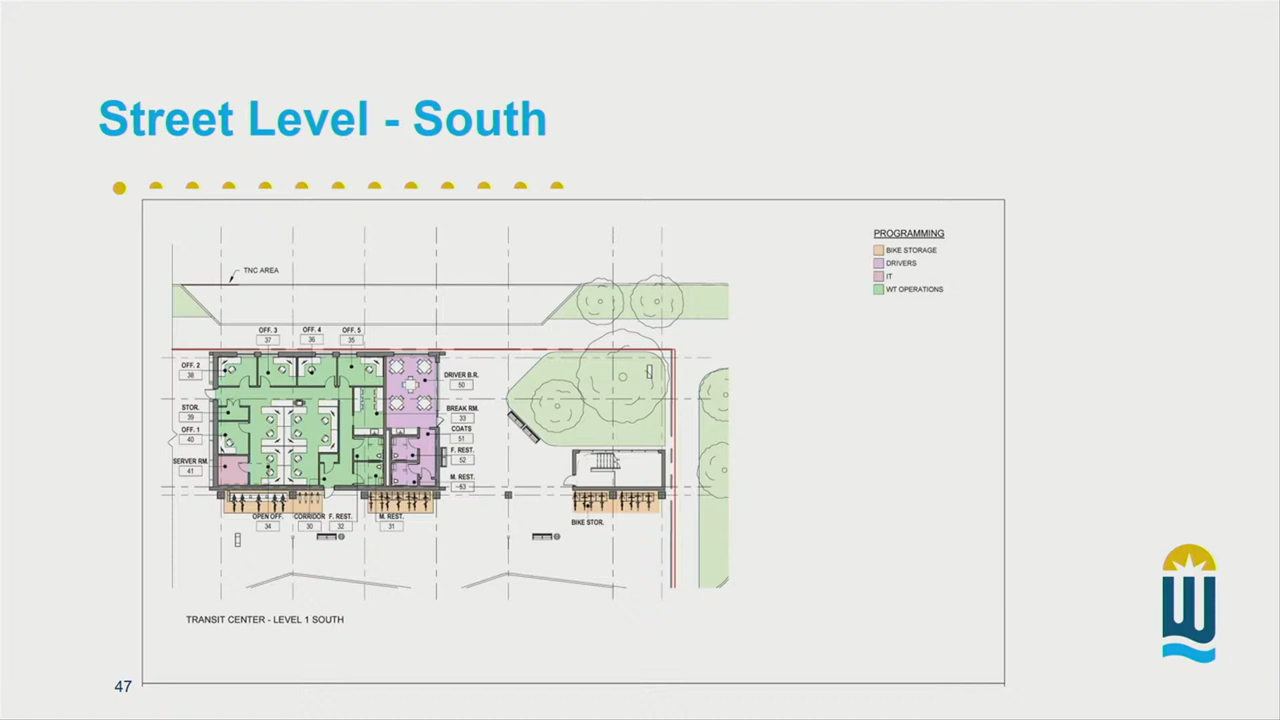 Street Level - South
PROGRAMMING
BIKE STORAGE
DRIVERS
IT
WT OPERATIONS
TNC AREA
OFF. 3
37
OFF. 4
36
OFF. 5
35
OFF. 2
38
STOR.
39
OFF. 1
40
SERVER RM.
41
DRIVER B.R.
50
BREAK RM.
33
COATS
51
F. REST.
52
M. REST.
53
OPEN OFF.
34
CORRIDOR
30
F. REST.
32
M. REST.
31
BIKE STOR.
TRANSIT CENTER - LEVEL 1 SOUTH
47
W